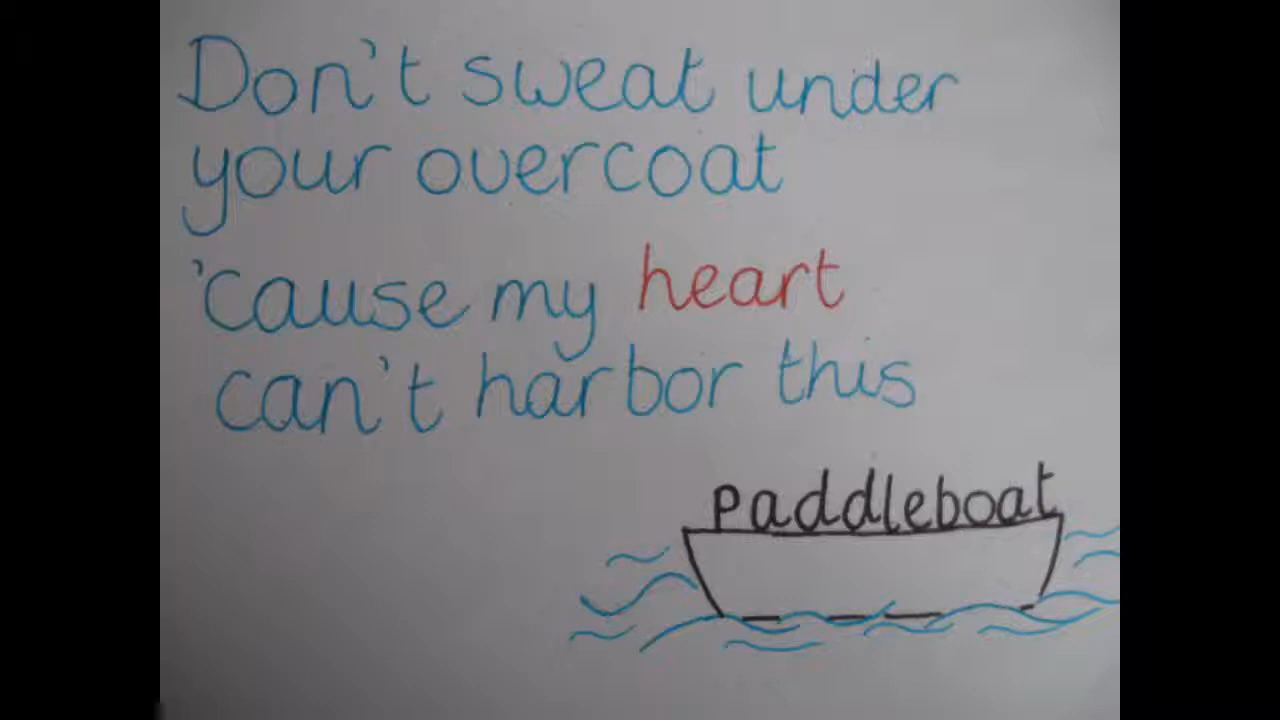 Don't sweat under
your overcoat
'cause my heart
can't harbor this
paddleboat